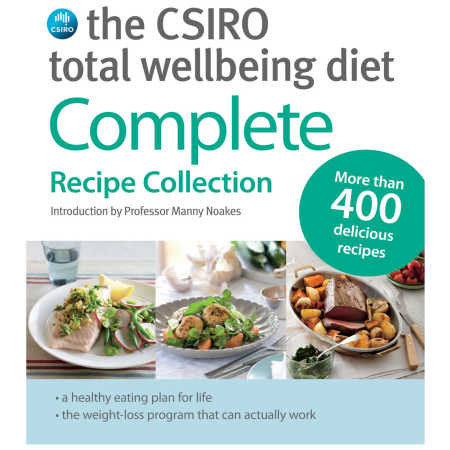 CSIRO
the CSIRO
total wellbeing diet
Complete
Recipe Collection
Introduction by Professor Manny Noakes
More than
400
delicious
recipes
• a healthy eating plan for life
• the weight-loss program that can actually work